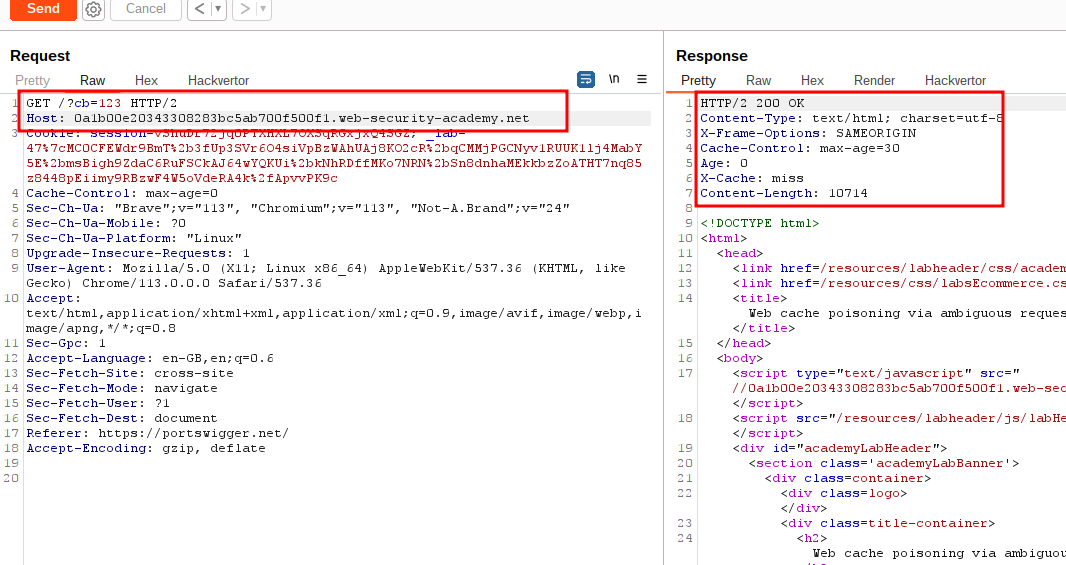 Send Cancel < ▾ > ▾
Request
Pretty Raw Hex Hackvertor \n
1 GET /?cb=123 HTTP/2
2 Host: 0a1b00e20343308283bc5ab700f500f1.web-security-academy.net
3
47%7cMC0CFEWdr9BmT%2b3fUp3SVr6O4siVpBzWAhUAj8KO2cR%2bqCMMjPGCNyv1RUUK1lj4MabY
5E%2bmsBigh9ZdaC6RuFSCkAJ64wYQKUi%2bkNhRDffMKo7NRN%2bSn8dnhaMEkkbzZoATHT7nq85
z8448pEiimy9RBzwF4W5oVdeRA4k%2fApvvPK9c
4 Cache-Control: max-age=0
5 Sec-Ch-Ua: "Brave";v="113", "Chromium";v="113", "Not-A.Brand";v="24"
6 Sec-Ch-Ua-Mobile: ?0
7 Sec-Ch-Ua-Platform: "Linux"
8 Upgrade-Insecure-Requests: 1
9 User-Agent: Mozilla/5.0 (X11; Linux x86_64) AppleWebKit/537.36 (KHTML, like
Gecko) Chrome/113.0.0.0 Safari/537.36
10 Accept:
text/html,application/xhtml+xml,application/xml;q=0.9,image/avif,image/webp,i
mage/apng,*/*;q=0.8
11 Sec-Gpc: 1
12 Accept-Language: en-GB,en;q=0.6
13 Sec-Fetch-Site: cross-site
14 Sec-Fetch-Mode: navigate
15 Sec-Fetch-User: ?1
16 Sec-Fetch-Dest: document
17 Referer: https://portswigger.net/
18 Accept-Encoding: gzip, deflate
19
20
Response
Pretty Raw Hex Render Hackvertor
1 HTTP/2 200 OK
2 Content-Type: text/html; charset=utf-8
3 X-Frame-Options: SAMEORIGIN
4 Cache-Control: max-age=30
5 Age: 0
6 X-Cache: miss
7 Content-Length: 10714
8
9 <!DOCTYPE html>
10 <html>
11 <head>
12 <link href=/resources/labheader/css/academ
13 <link href=/resources/css/labsEcommerce.cs
14 <title>
Web cache poisoning via ambiguous reques
</title>
15 </head>
16 <body>
17 <script type="text/javascript" src="
//0a1b00e20343308283bc5ab700f500f1.web-sec
</script>
18 <script src="/resources/labheader/js/labHe
</script>
19 <div id="academyLabHeader">
20 <section class='academyLabBanner'>
21 <div class=container>
22 <div class=logo>
</div>
23 <div class=title-container>
24 <h2>
Web cache poisoning via ambiguou